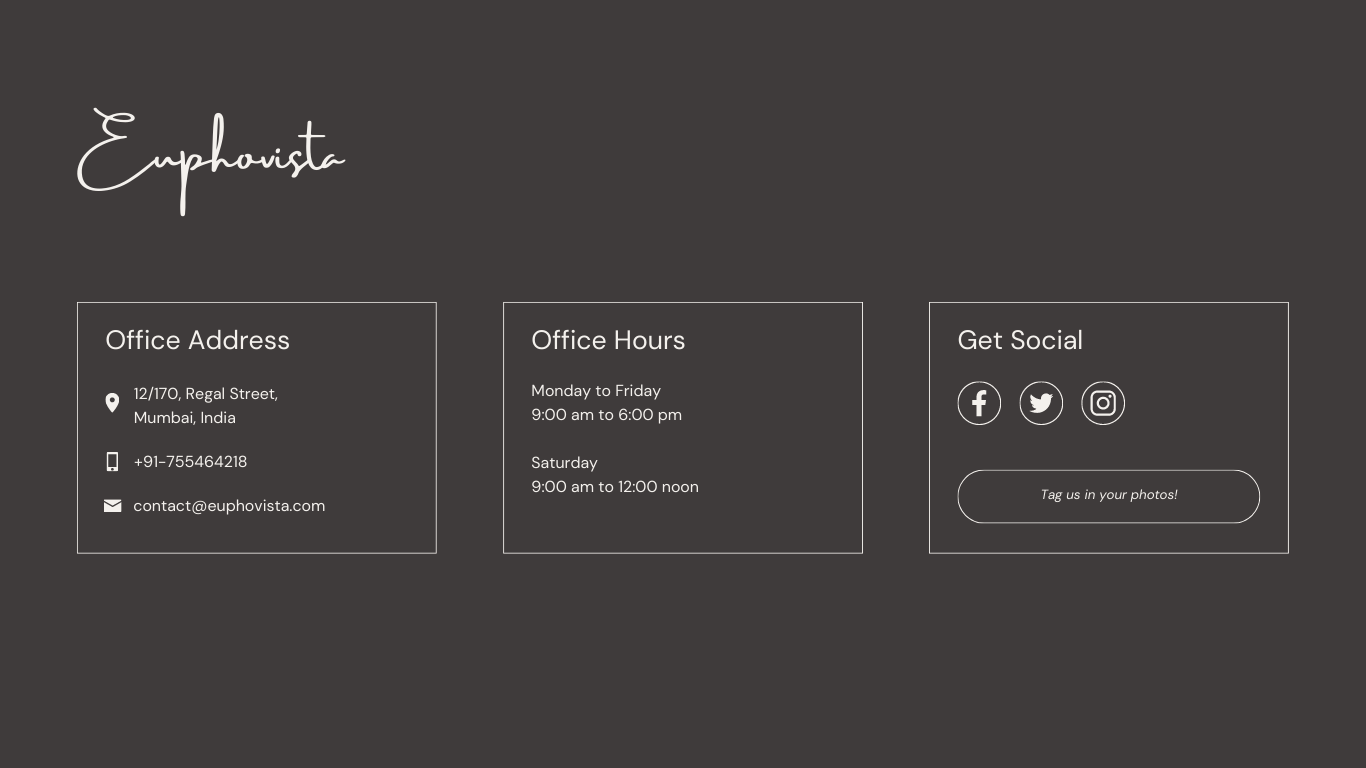 Euphovista
Office Address
12/170, Regal Street,
Mumbai, India
+91-755464218
contact@euphovista.com
Office Hours
Monday to Friday
9:00 am to 6:00 pm
Saturday
9:00 am to 12:00 noon
Get Social
Tag us in your photos!